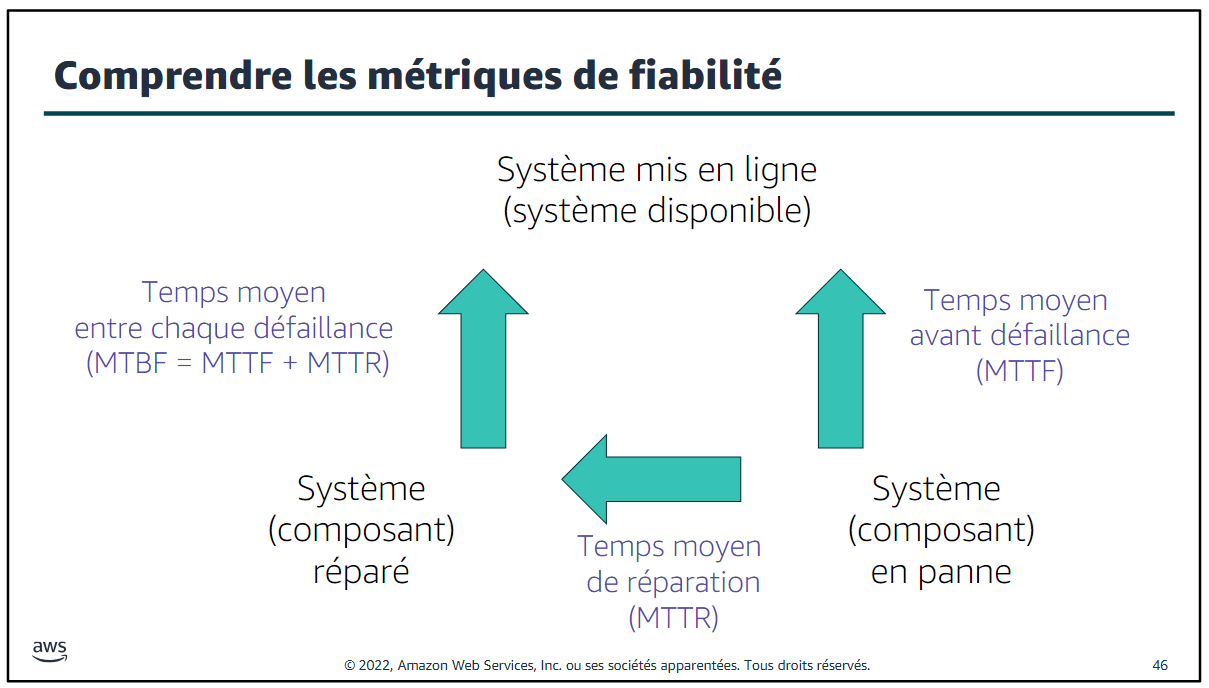 Comprendre les métriques de fiabilité
Système mis en ligne
(système disponible)
Temps moyen
entre chaque défaillance
(MTBF = MTTF + MTTR)
Temps moyen
avant défaillance
(MTTF)
Système
(composant)
réparé
Temps moyen
de réparation
(MTTR)
Système
(composant)
en panne
aws
© 2022, Amazon Web Services, Inc. ou ses sociétés apparentées. Tous droits réservés.
46